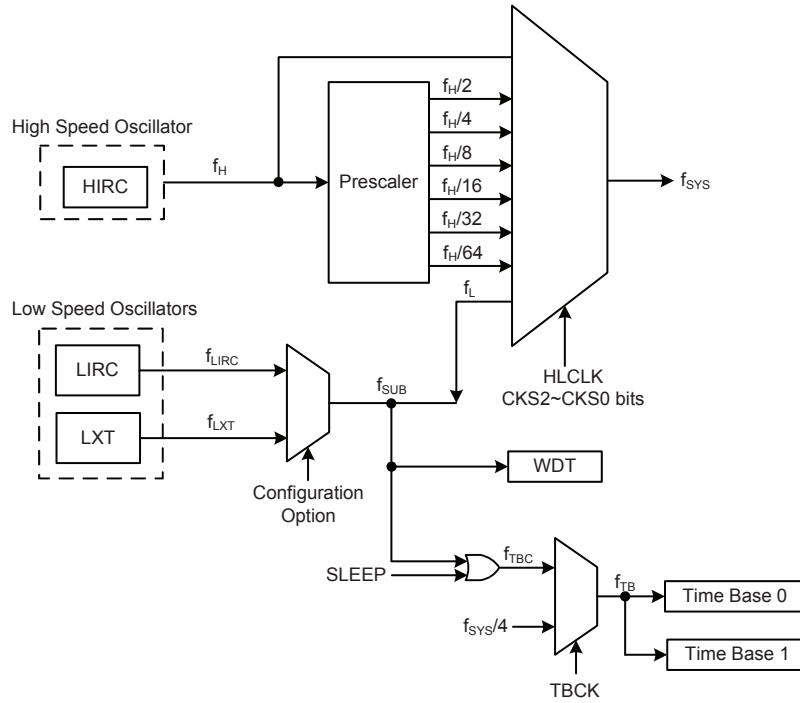 High Speed Oscillator
HIRC
fH
Prescaler
fH/2
fH/4
fH/8
fH/16
fH/32
fH/64
fL
fSYS
HLCLK
CKS2~CKS0 bits
Low Speed Oscillators
LIRC
fLIRC
LXT
fLXT
fSUB
Configuration
Option
WDT
SLEEP
fTBC
fSYS/4
fTB
TBCK
Time Base 0
Time Base 1